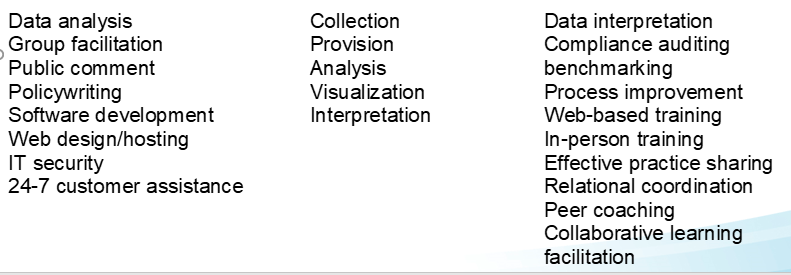 Data analysis
Group facilitation
Public comment
Policywriting
Software development
Web design/hosting
IT security
24-7 customer assistance
Collection
Provision
Analysis
Visualization
Interpretation
Data interpretation
Compliance auditing
benchmarking
Process improvement
Web-based training
In-person training
Effective practice sharing
Relational coordination
Peer coaching
Collaborative learning
facilitation